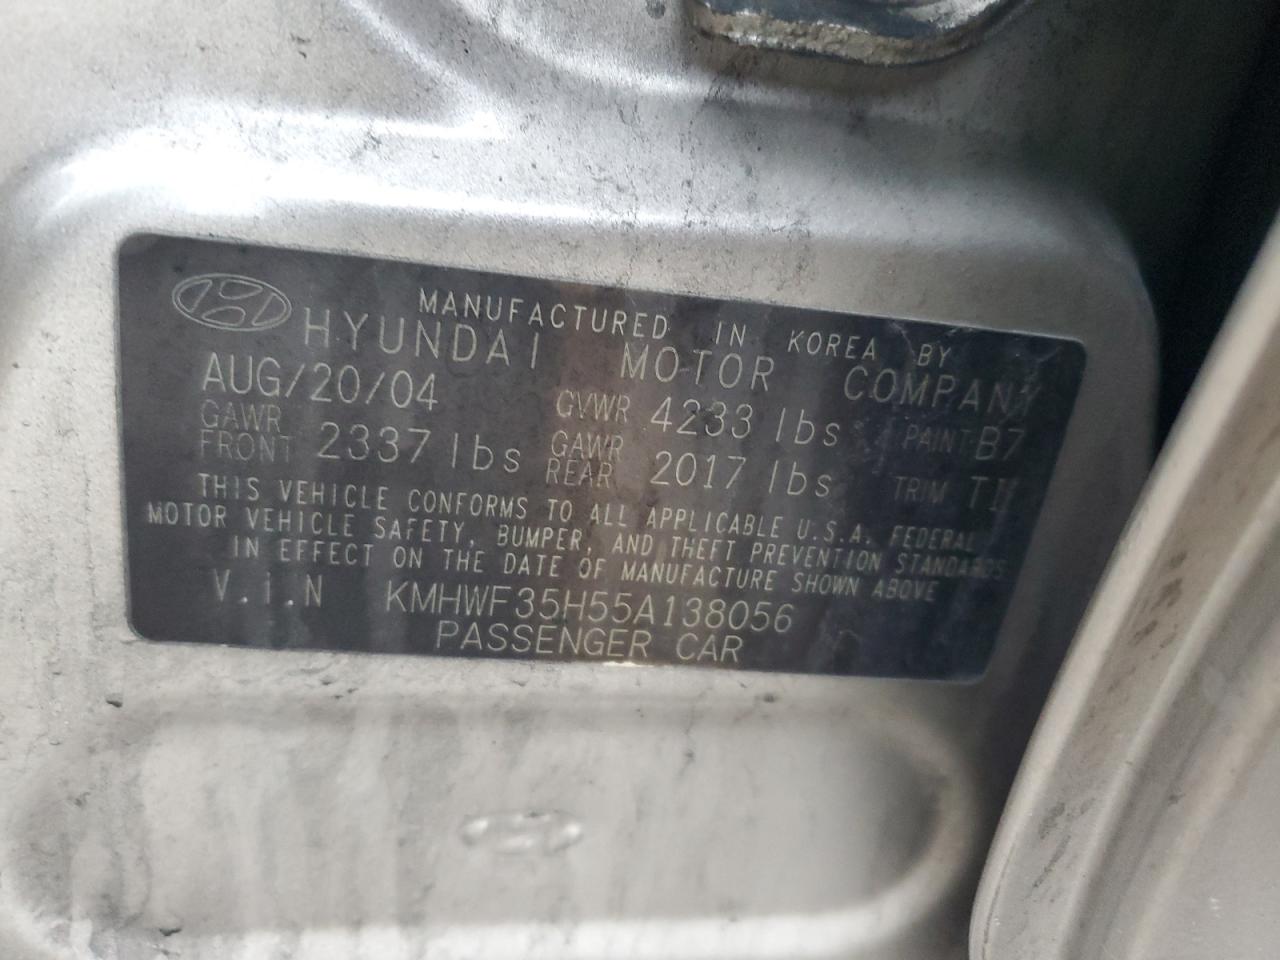 MANUFACTURED IN KOREA BY
HYUNDAI MOTOR COMPANY
AUG/20/04 GVWR 4233 lbs PAINT B7
GAWR FRONT 2337 lbs GAWR REAR 2017 lbs TRIM
THIS VEHICLE CONFORMS TO ALL APPLICABLE U.S.A. FEDERAL
MOTOR VEHICLE SAFETY, BUMPER, AND THEFT PREVENTION STANDARDS
IN EFFECT ON THE DATE OF MANUFACTURE SHOWN ABOVE
V.i.N KMHWF35H55A138056
PASSENGER CAR